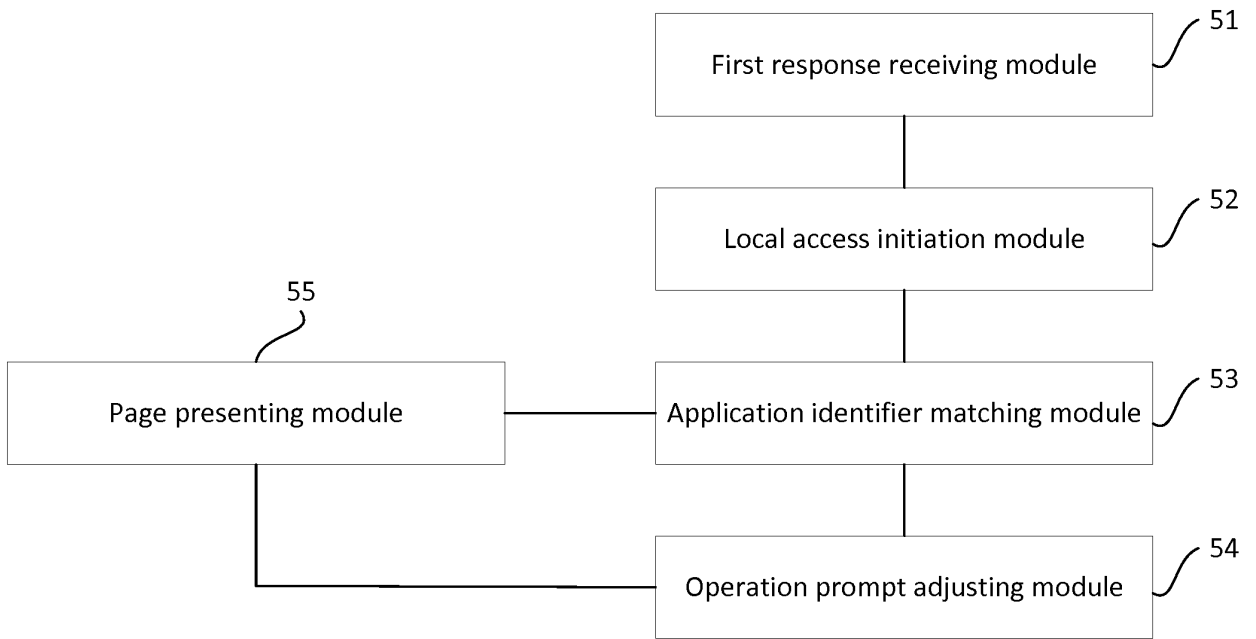 51
First response receiving module
52
Local access initiation module
55
53
Page presenting module
Application identifier matching module
54
Operation prompt adjusting module